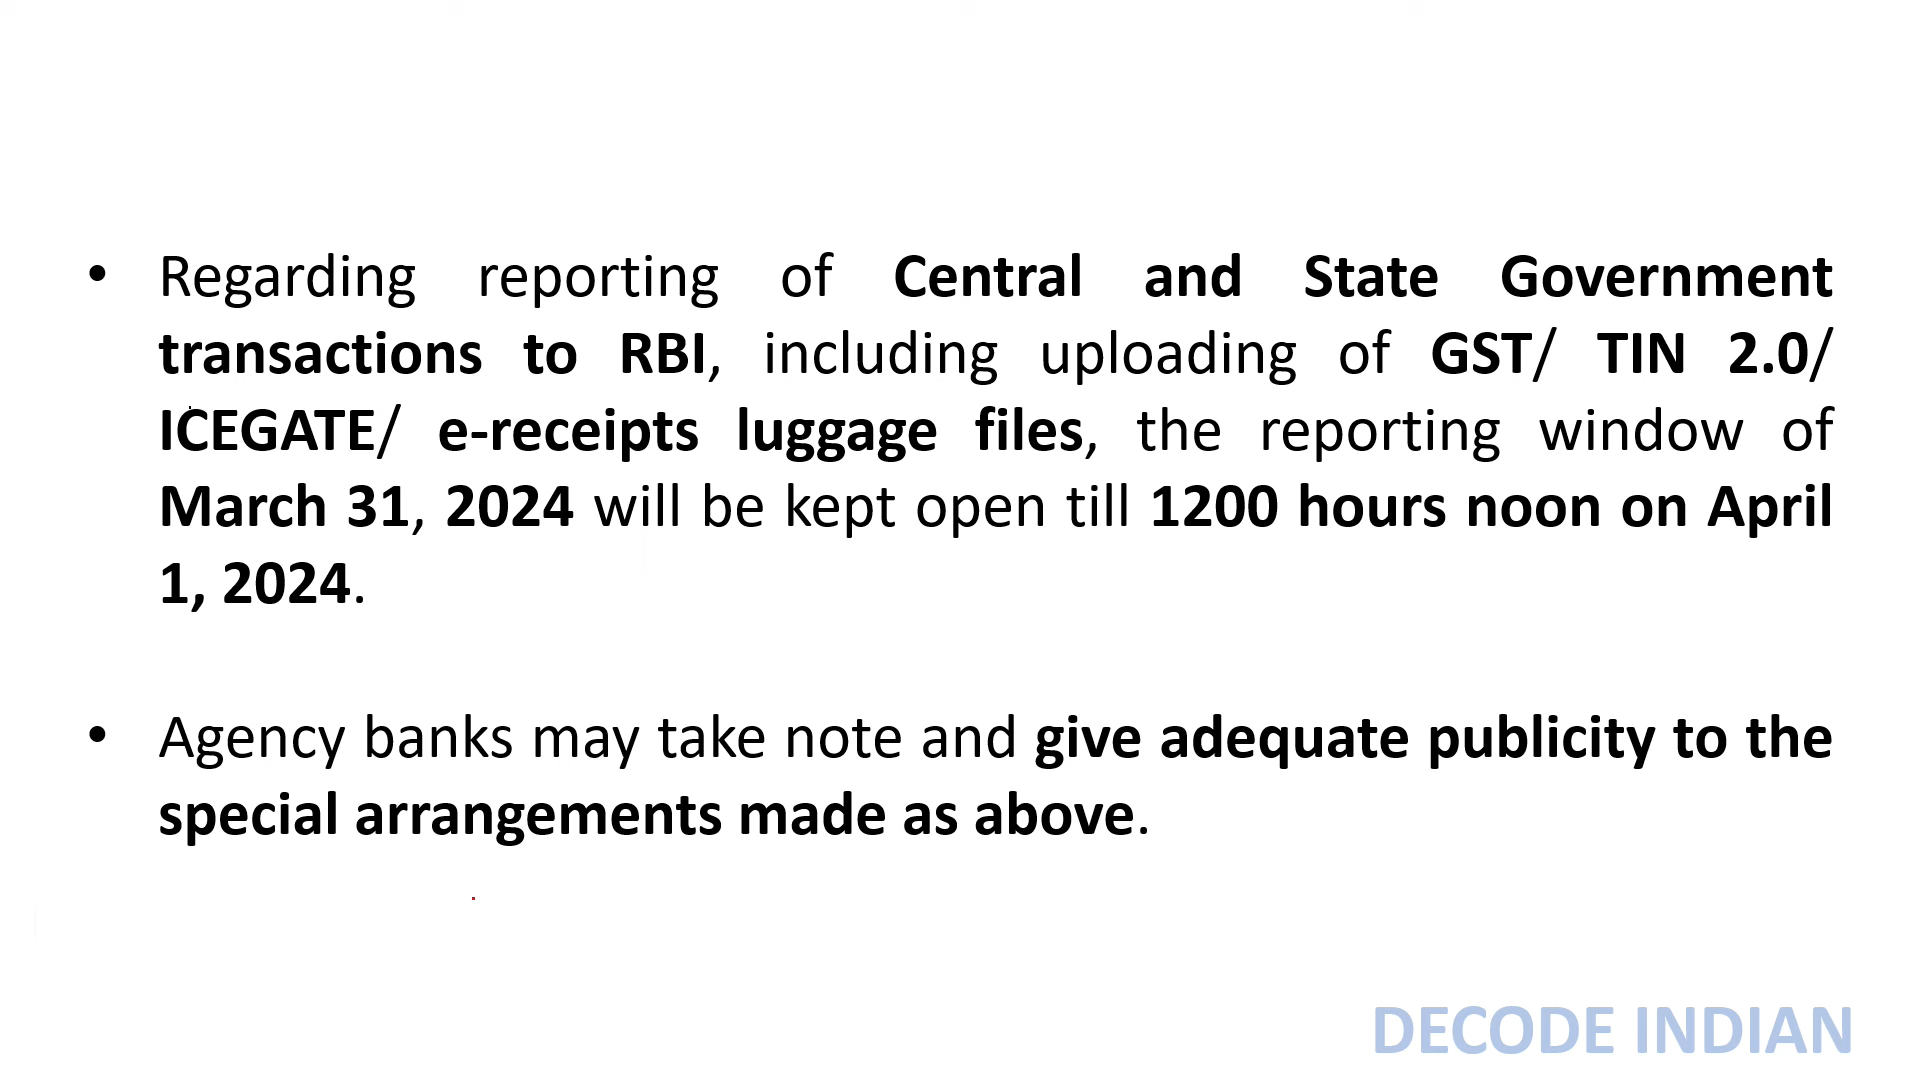 • Regarding reporting of Central and State Government
transactions to RBI, including uploading of GST/ TIN 2.0/
ICEGATE/ e-receipts luggage files, the reporting window of
March 31, 2024 will be kept open till 1200 hours noon on April
1, 2024.
• Agency banks may take note and give adequate publicity to the
special arrangements made as above.
DECODE INDIAN